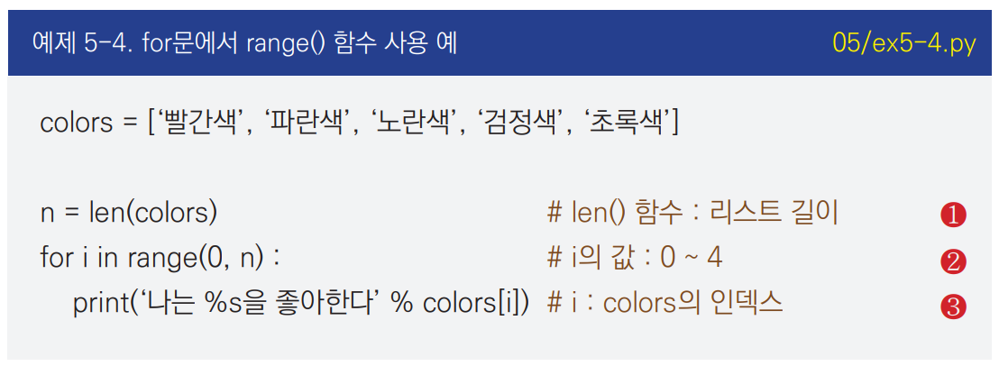 예제 5-4. for문에서 range() 함수 사용 예 05/ex5-4.py
colors = [‘빨간색’, ‘파란색’, ‘노란색’, ‘검정색’, ‘초록색’]
n = len(colors) # len() 함수 : 리스트 길이 ❶
for i in range(0, n) : # i의 값 : 0 ~ 4 ❷
print(‘나는 %s을 좋아한다’ % colors[i]) # i : colors의 인덱스 ❸